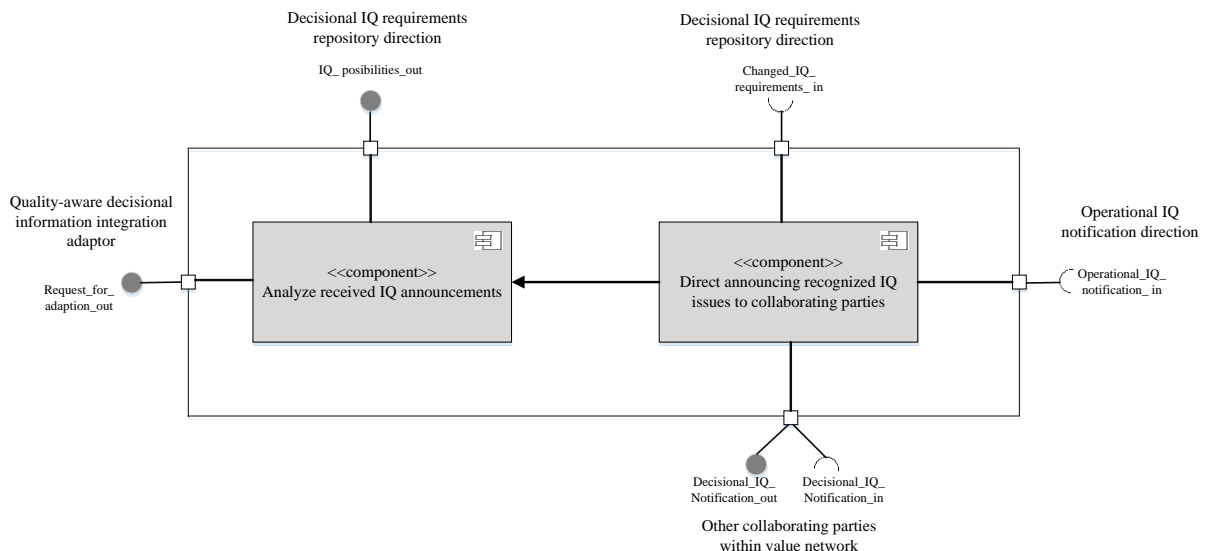 Decisional IQ requirements
repository direction
IQ_ posibilities_out
Decisional IQ requirements
repository direction
Changed_IQ_
requirements_ in
Quality-aware decisional
information integration
adaptor
Request_for_
adaption_out
<<component>>
Analyze received IQ announcements
<<component>>
Direct announcing recognized IQ
issues to collaborating parties
Operational IQ
notification direction
Operational_IQ_
notification_ in
Decisional_IQ_
Notification_out
Decisional_IQ_
Notification_in
Other collaborating parties
within value network